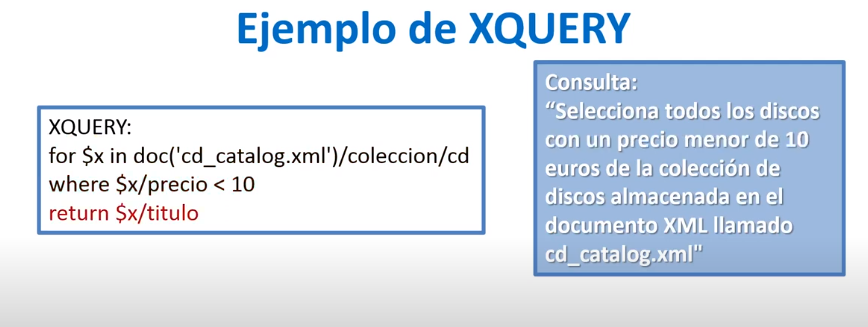 Ejemplo de XQUERY
XQUERY:
for $x in doc('cd_catalog.xml')/coleccion/cd
where $x/precio < 10
return $x/titulo
Consulta:
“Selecciona todos los discos
con un precio menor de 10
euros de la colección de
discos almacenada en el
documento XML llamado
cd_catalog.xml"